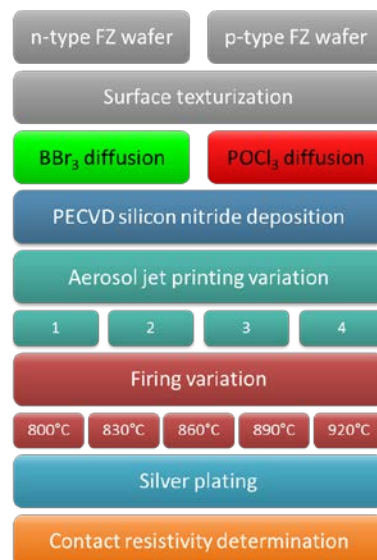 n-type FZ wafer p-type FZ wafer
Surface texturization
BBr₃ diffusion POCl₃ diffusion
PECVD silicon nitride deposition
Aerosol jet printing variation
1 2 3 4
Firing variation
800°C 830°C 860°C 890°C 920°C
Silver plating
Contact resistivity determination